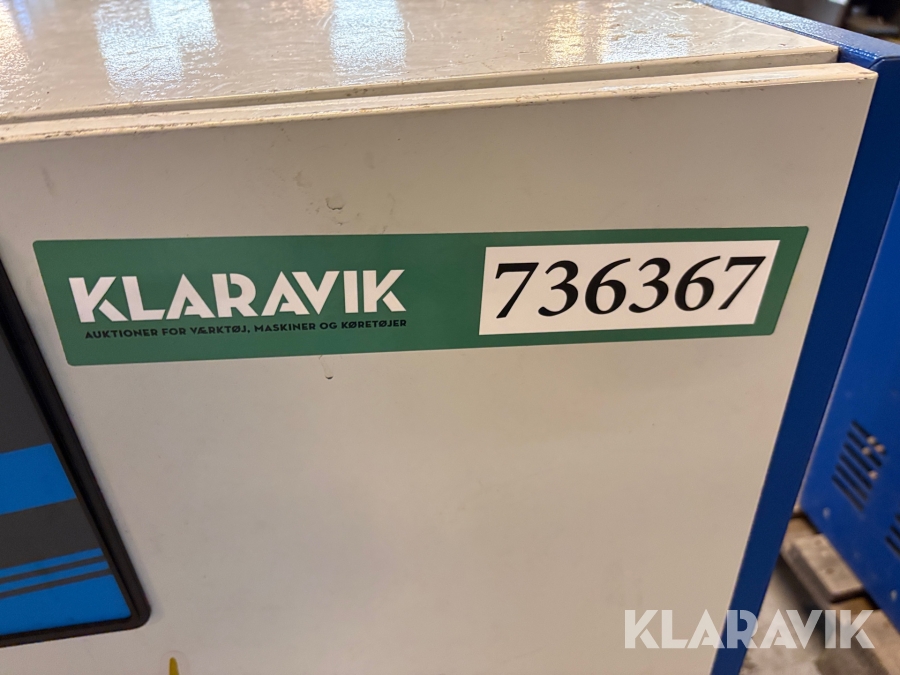 KLARAVIK
AUKTIONER FOR VÆRKTØJ, MASKINER OG KØRETØJER
736367
KLARAVIK